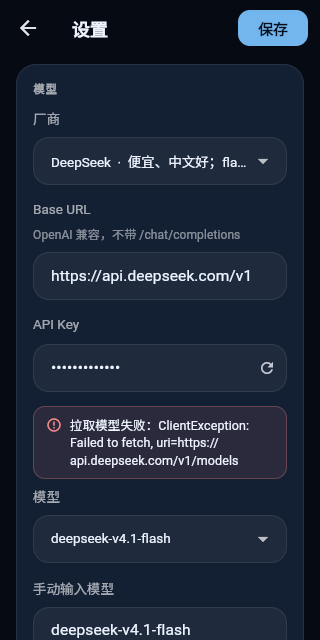 设置
保存
模型
厂商
DeepSeek · 便宜、中文好；fla...
Base URL
OpenAI 兼容，不带 /chat/completions
https://api.deepseek.com/v1
API Key
•••••••••••••
拉取模型失败：ClientException:
Failed to fetch, uri=https://
api.deepseek.com/v1/models
模型
deepseek-v4.1-flash
手动输入模型
deepseek-v4.1-flash